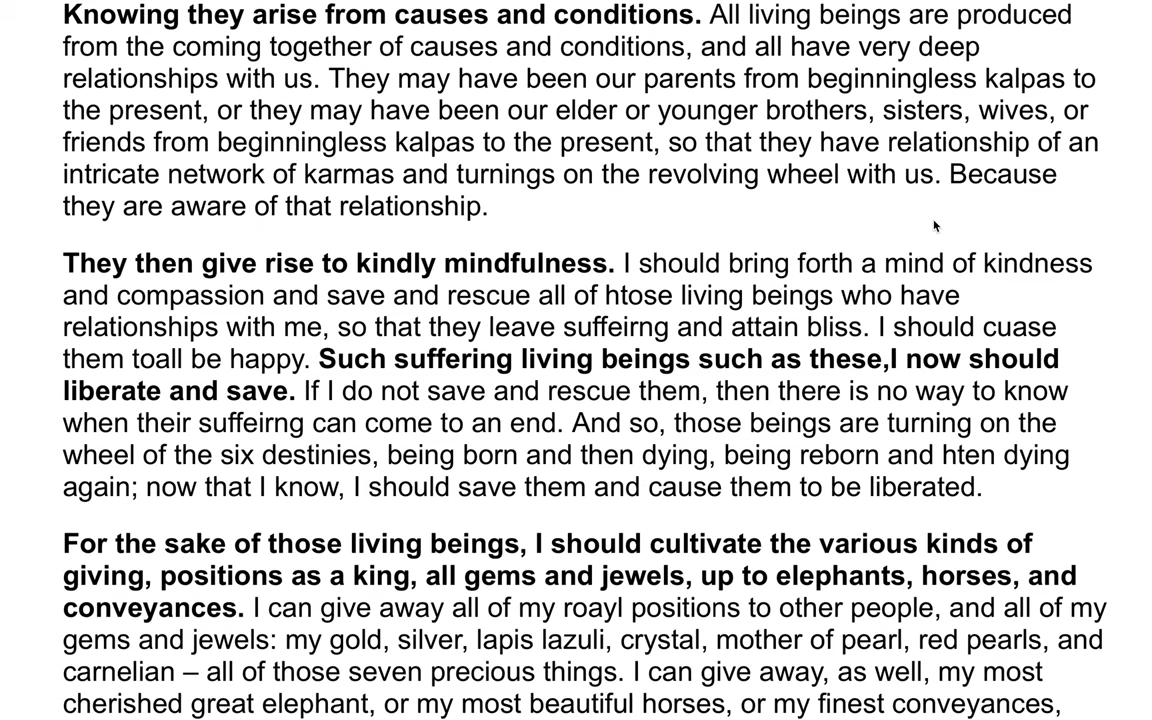 Knowing they arise from causes and conditions. All living beings are produced
from the coming together of causes and conditions, and all have very deep
relationships with us. They may have been our parents from beginningless kalpas to
the present, or they may have been our elder or younger brothers, sisters, wives, or
friends from beginningless kalpas to the present, so that they have relationship of an
intricate network of karmas and turnings on the revolving wheel with us. Because
they are aware of that relationship.
They then give rise to kindly mindfulness. I should bring forth a mind of kindness
and compassion and save and rescue all of htose living beings who have
relationships with me, so that they leave suffeirng and attain bliss. I should cuase
them toall be happy. Such suffering living beings such as these,I now should
liberate and save. If I do not save and rescue them, then there is no way to know
when their suffeirng can come to an end. And so, those beings are turning on the
wheel of the six destinies, being born and then dying, being reborn and hten dying
again; now that I know, I should save them and cause them to be liberated.
For the sake of those living beings, I should cultivate the various kinds of
giving, positions as a king, all gems and jewels, up to elephants, horses, and
conveyances. I can give away all of my roayl positions to other people, and all of my
gems and jewels: my gold, silver, lapis lazuli, crystal, mother of pearl, red pearls, and
carnelian – all of those seven precious things. I can give away, as well, my most
cherished great elephant, or my most beautiful horses, or my finest conveyances,